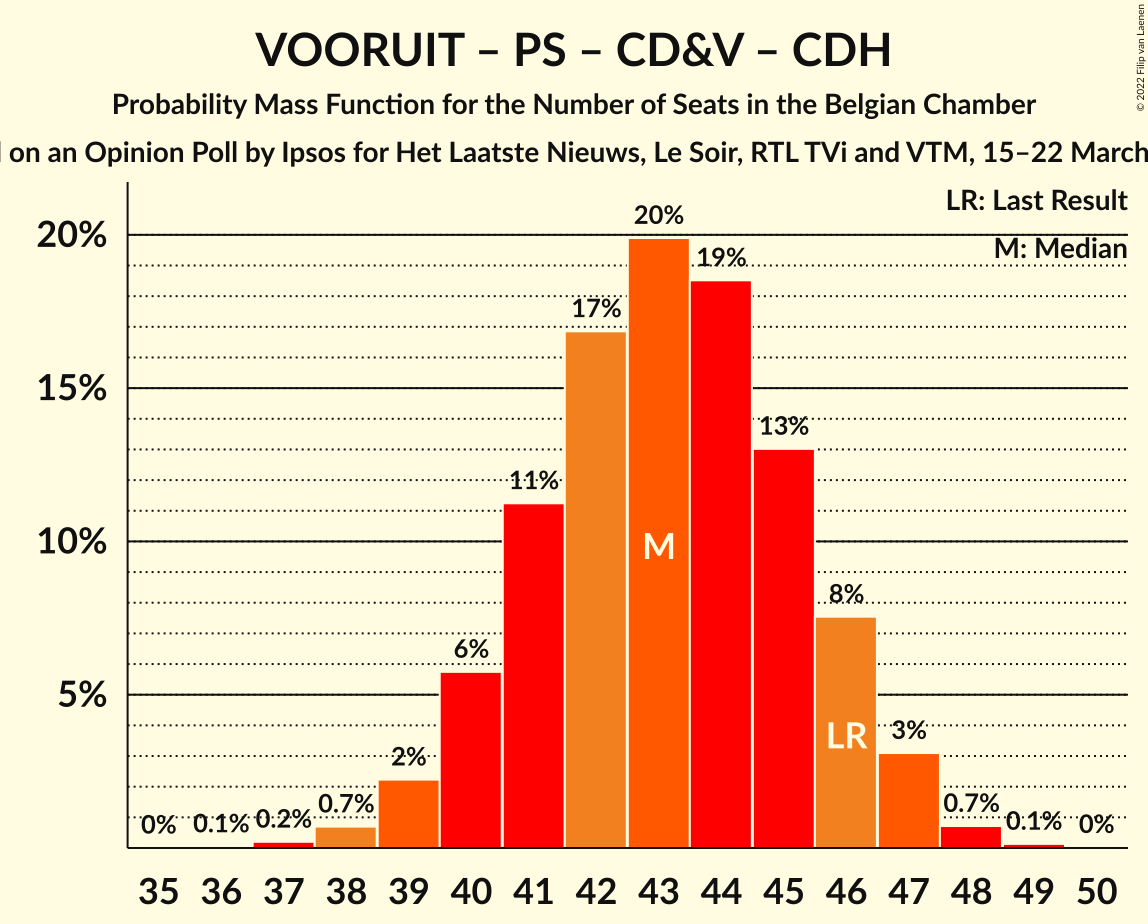 VOORUIT – PS – CD&V – CDH
Probability Mass Function for the Number of Seats in the Belgian Chamber
on an Opinion Poll by Ipsos for Het Laatste Nieuws, Le Soir, RTL TVi and VTM, 15–22 March
© 2022 Filip van Laenen
LR: Last Result
M: Median
20%
15%
10%
5%
0%
0.1%
0.2%
0.7%
2%
6%
11%
17%
20%
19%
13%
8%
3%
0.7%
0.1%
0%
M
LR
35 36 37 38 39 40 41 42 43 44 45 46 47 48 49 50